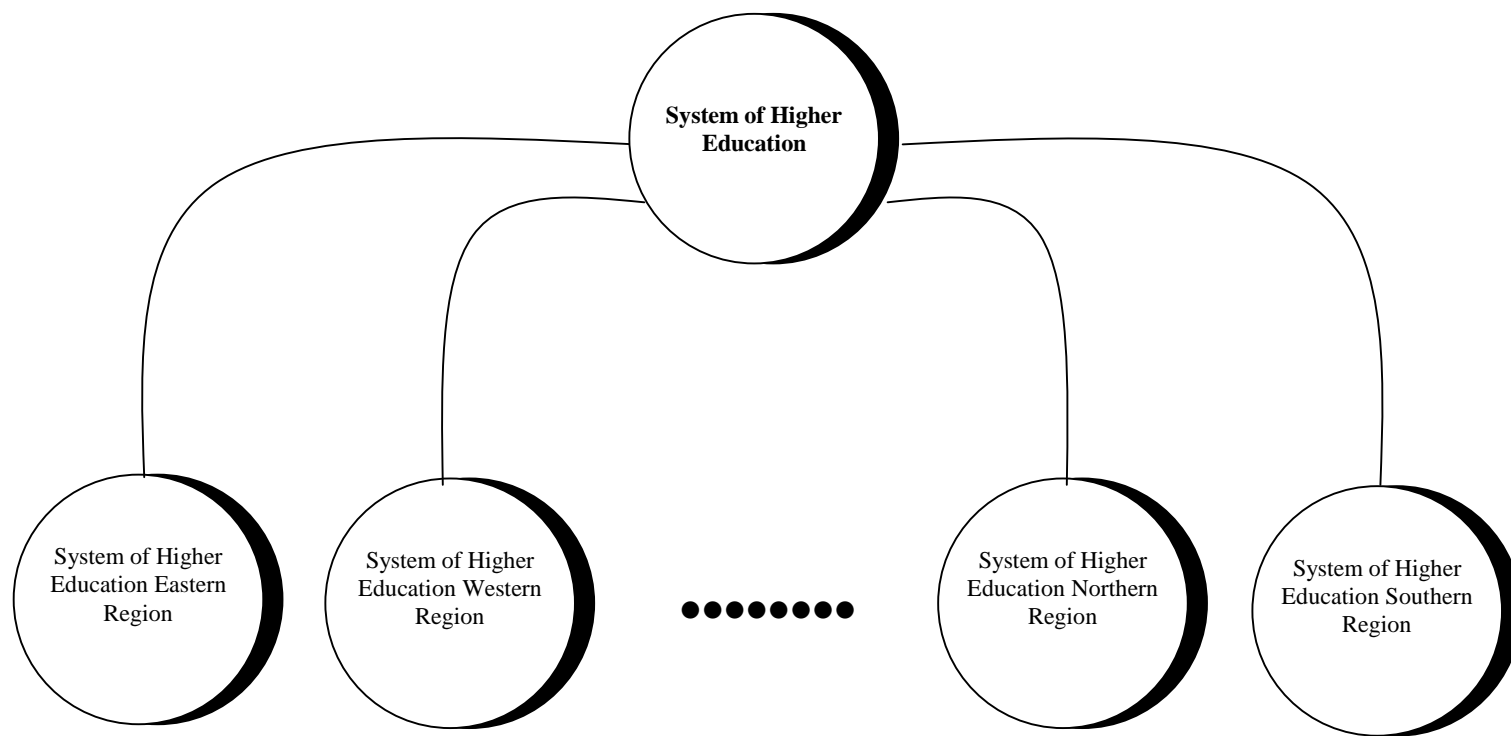 System of Higher
Education
System of Higher
Education Eastern
Region
System of Higher
Education Western
Region
System of Higher
Education Northern
Region
System of Higher
Education Southern
Region